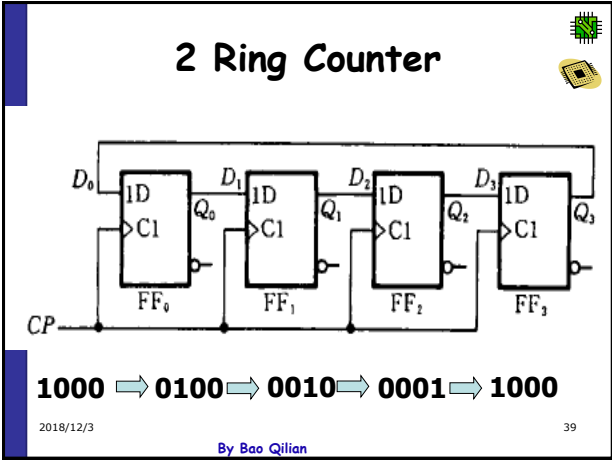 2 Ring Counter
D₀ 1D D₁ 1D D₂ 1D D₃ 1D
Q₀ Q₁ Q₂ Q₃
C1 C1 C1 C1
FF₀ FF₁ FF₂ FF₃
CP
1000 ⇨ 0100 ⇨ 0010 ⇨ 0001 ⇨ 1000
2018/12/3 39
By Bao Qilian